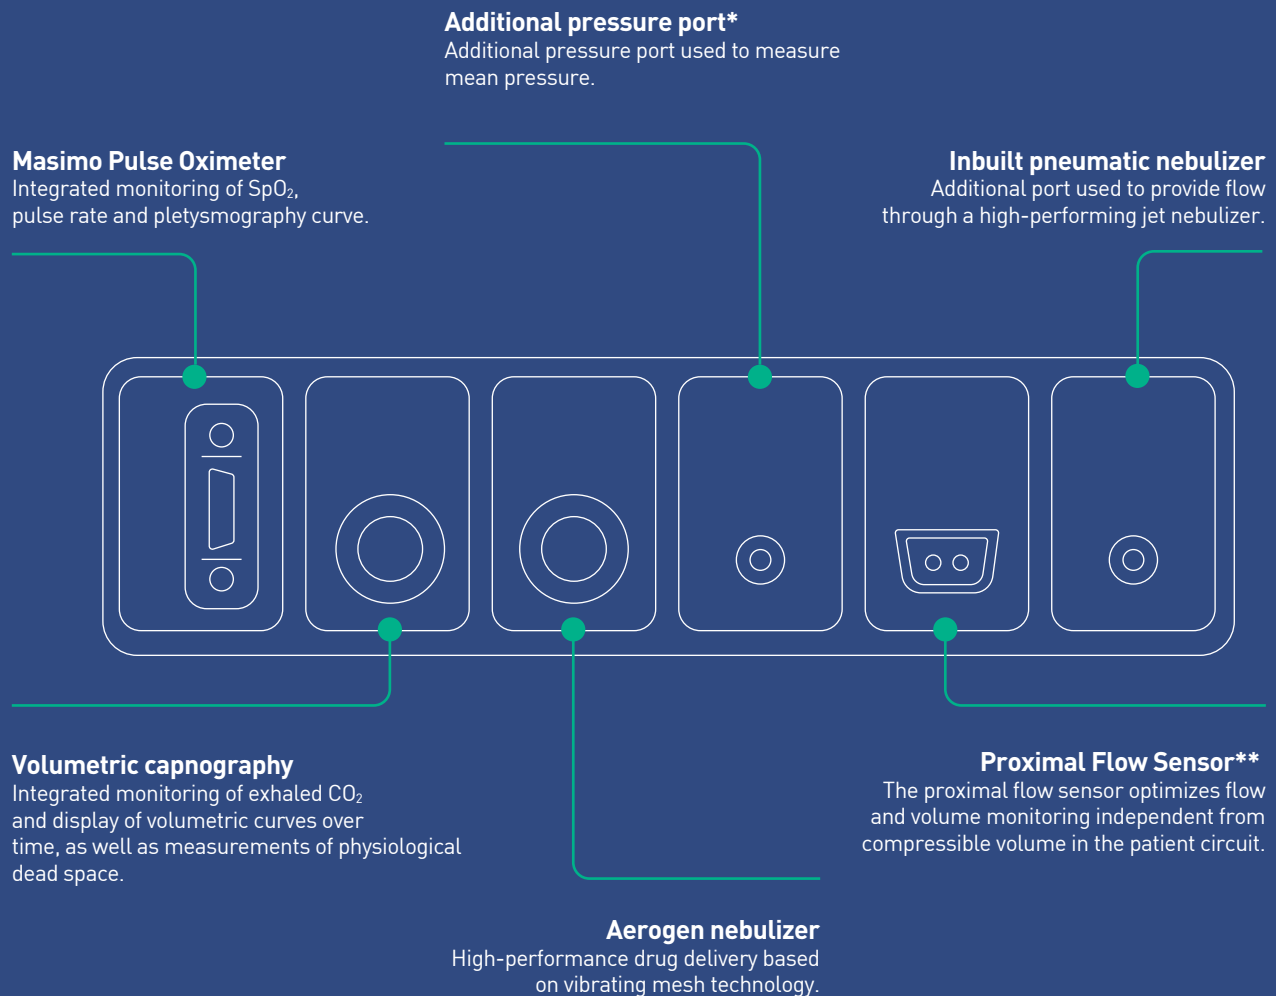 Additional pressure port*
Additional pressure port used to measure
mean pressure.
Masimo Pulse Oximeter
Integrated monitoring of SpO₂,
pulse rate and pletysmography curve.
Inbuilt pneumatic nebulizer
Additional port used to provide flow
through a high-performing jet nebulizer.
Volumetric capnography
Integrated monitoring of exhaled CO₂
and display of volumetric curves over
time, as well as measurements of physiological
dead space.
Proximal Flow Sensor**
The proximal flow sensor optimizes flow
and volume monitoring independent from
compressible volume in the patient circuit.
Aerogen nebulizer
High-performance drug delivery based
on vibrating mesh technology.